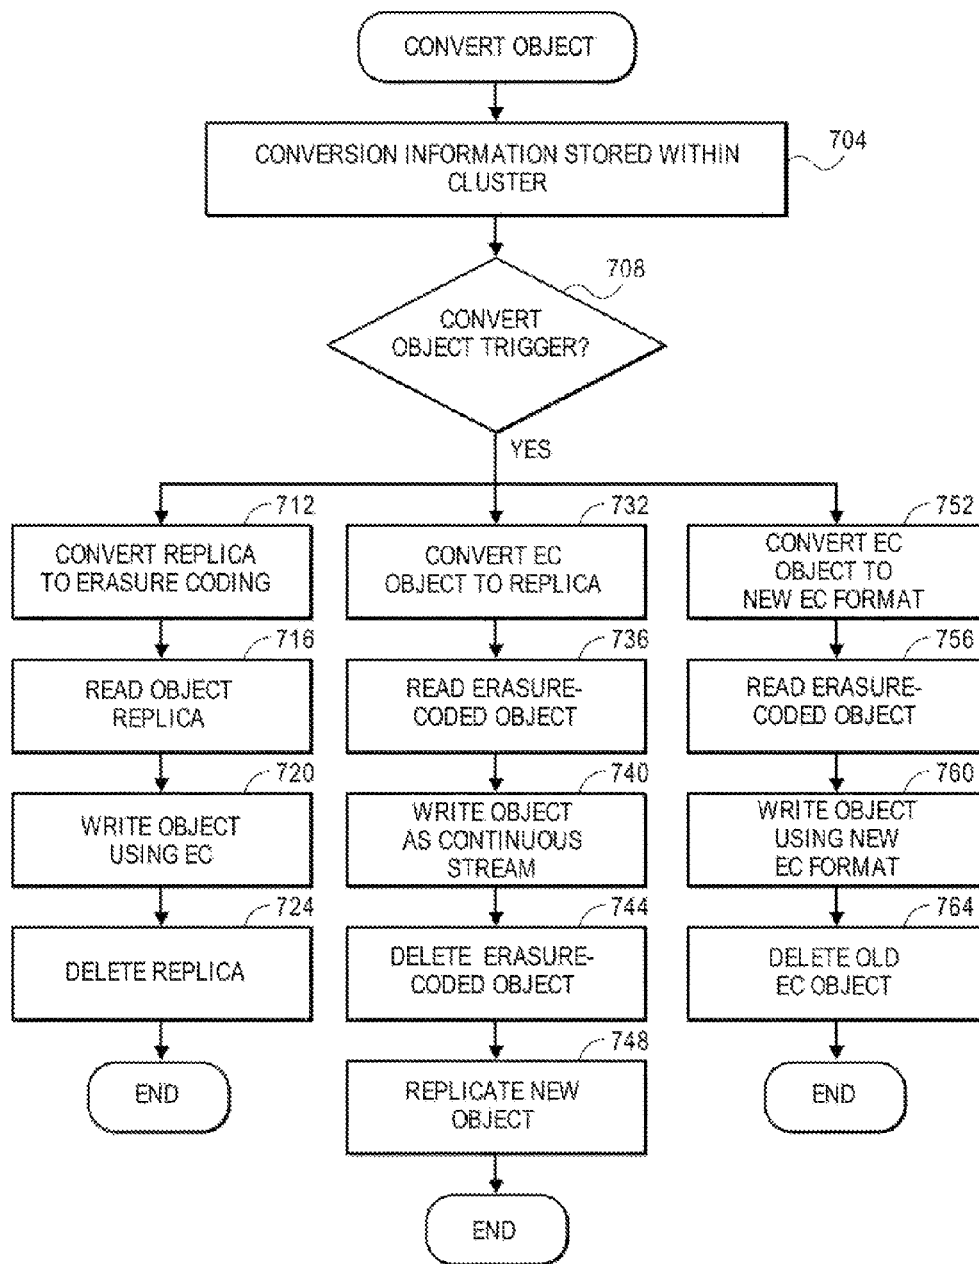 CONVERT OBJECT
704
CONVERSION INFORMATION STORED WITHIN
CLUSTER
708
CONVERT
OBJECT TRIGGER?
YES
712
CONVERT REPLICA
TO ERASURE CODING
716
READ OBJECT
REPLICA
720
WRITE OBJECT
USING EC
724
DELETE REPLICA
END
732
CONVERT EC
OBJECT TO REPLICA
736
READ ERASURE-
CODED OBJECT
740
WRITE OBJECT
AS CONTINUOUS
STREAM
744
DELETE ERASURE-
CODED OBJECT
748
REPLICATE NEW
OBJECT
END
752
CONVERT EC
OBJECT TO
NEW EC FORMAT
756
READ ERASURE-
CODED OBJECT
760
WRITE OBJECT
USING NEW
EC FORMAT
764
DELETE OLD
EC OBJECT
END